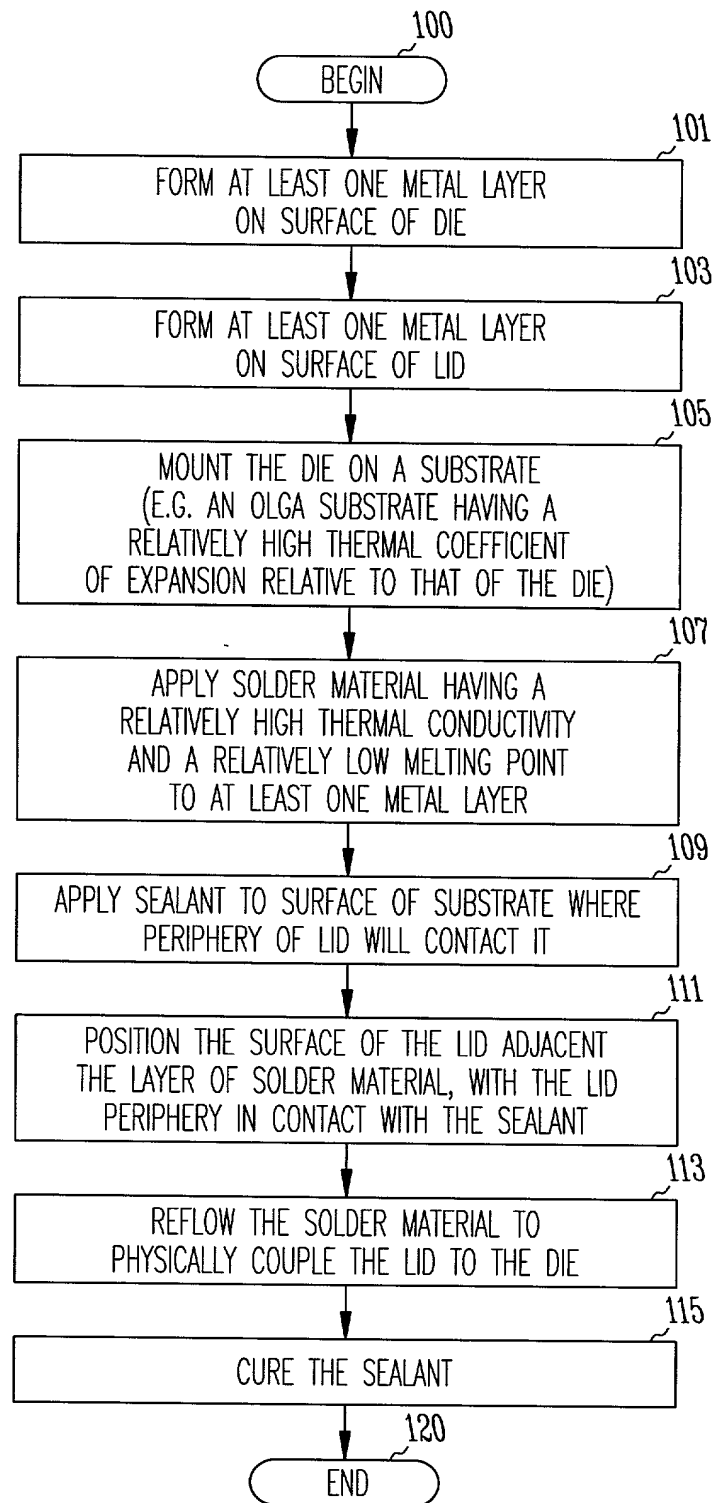 100
BEGIN
101
FORM AT LEAST ONE METAL LAYER
ON SURFACE OF DIE
103
FORM AT LEAST ONE METAL LAYER
ON SURFACE OF LID
105
MOUNT THE DIE ON A SUBSTRATE
(E.G. AN OLGA SUBSTRATE HAVING A
RELATIVELY HIGH THERMAL COEFFICIENT
OF EXPANSION RELATIVE TO THAT OF THE DIE)
107
APPLY SOLDER MATERIAL HAVING A
RELATIVELY HIGH THERMAL CONDUCTIVITY
AND A RELATIVELY LOW MELTING POINT
TO AT LEAST ONE METAL LAYER
109
APPLY SEALANT TO SURFACE OF SUBSTRATE WHERE
PERIPHERY OF LID WILL CONTACT IT
111
POSITION THE SURFACE OF THE LID ADJACENT
THE LAYER OF SOLDER MATERIAL, WITH THE LID
PERIPHERY IN CONTACT WITH THE SEALANT
113
REFLOW THE SOLDER MATERIAL TO
PHYSICALLY COUPLE THE LID TO THE DIE
115
CURE THE SEALANT
120
END